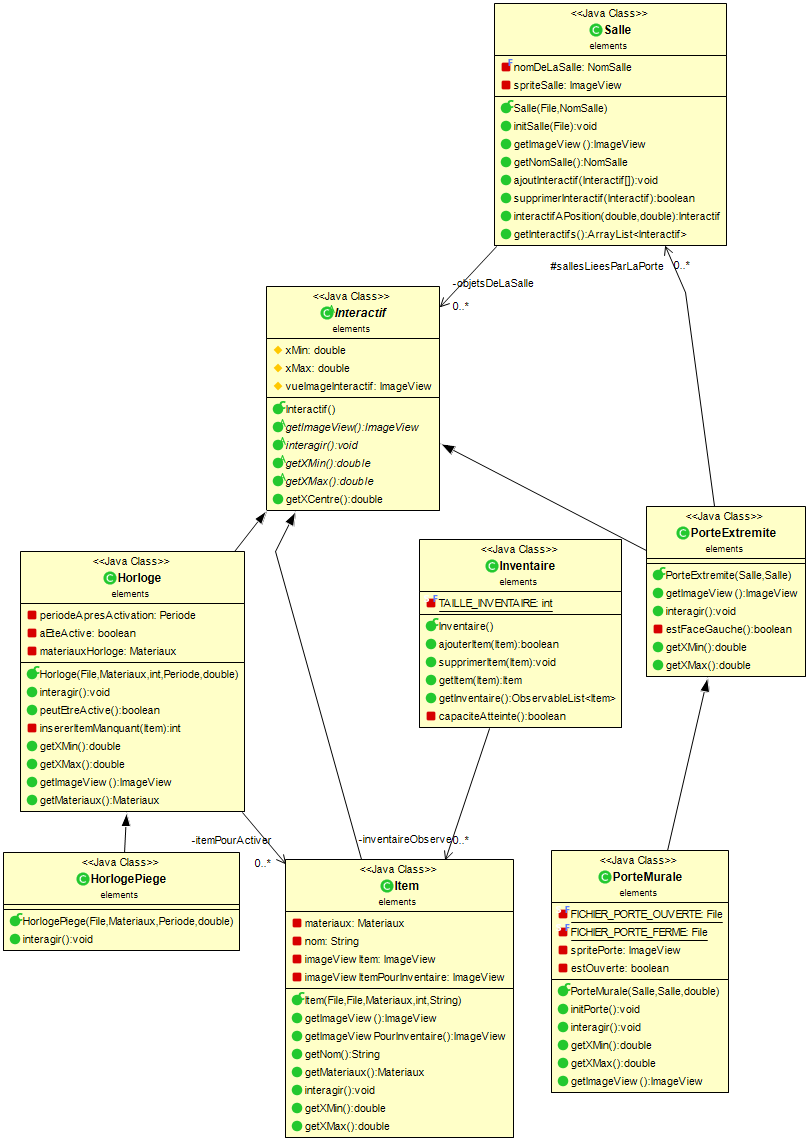 <<Java Class>>
Salle
elements
nomDeLaSalle: NomSalle
spriteSalle: ImageView
Salle(File,NomSalle)
initSalle(File):void
getImageView ():ImageView
getNomSalle():NomSalle
ajoutInteractif(Interactif[]):void
supprimerInteractif(Interactif):boolean
interactifAPosition(double,double):Interactif
getInteractifs():ArrayList<Interactif>
#sallesLieesParLaPorte
0..*
-objetsDeLaSalle
0..*
<<Java Class>>
Interactif
elements
xMin: double
xMax: double
vueImageInteractif: ImageView
Interactif()
getImageView():ImageView
interagir():void
getXMin():double
getXMax():double
getXCentre():double
<<Java Class>>
PorteExtremite
elements
PorteExtremite(Salle,Salle)
getImageView ():ImageView
interagir():void
estFaceGauche():boolean
getXMin():double
getXMax():double
<<Java Class>>
Inventaire
elements
TAILLE_INVENTAIRE: int
Inventaire()
ajouterItem(Item):boolean
supprimerItem(Item):void
getItem(Item):Item
getInventaire():ObservableList<Item>
capaciteAtteinte():boolean
<<Java Class>>
Horloge
elements
periodeApresActivation: Periode
aEteActive: boolean
materiauxHorloge: Materiaux
Horloge(File,Materiaux,int,Periode,double)
interagir():void
peutEtreActive():boolean
insererItemManquant(Item):int
getXMin():double
getXMax():double
getImageView ():ImageView
getMateriaux():Materiaux
-itemPourActiver
0..*
-inventaireObserve
0..*
<<Java Class>>
HorlogePiege
elements
HorlogePiege(File,Materiaux,Periode,double)
interagir():void
<<Java Class>>
Item
elements
materiaux: Materiaux
nom: String
imageView Item: ImageView
imageView ItemPourInventaire: ImageView
Item(File,File,Materiaux,int,String)
getImageView ():ImageView
getImageView PourInventaire():ImageView
getNom():String
getMateriaux():Materiaux
interagir():void
getXMin():double
getXMax():double
<<Java Class>>
PorteMurale
elements
FICHIER_PORTE_OUVERTE: File
FICHIER_PORTE_FERME: File
spritePorte: ImageView
estOuverte: boolean
PorteMurale(Salle,Salle,double)
initPorte():void
interagir():void
getXMin():double
getXMax():double
getImageView ():ImageView